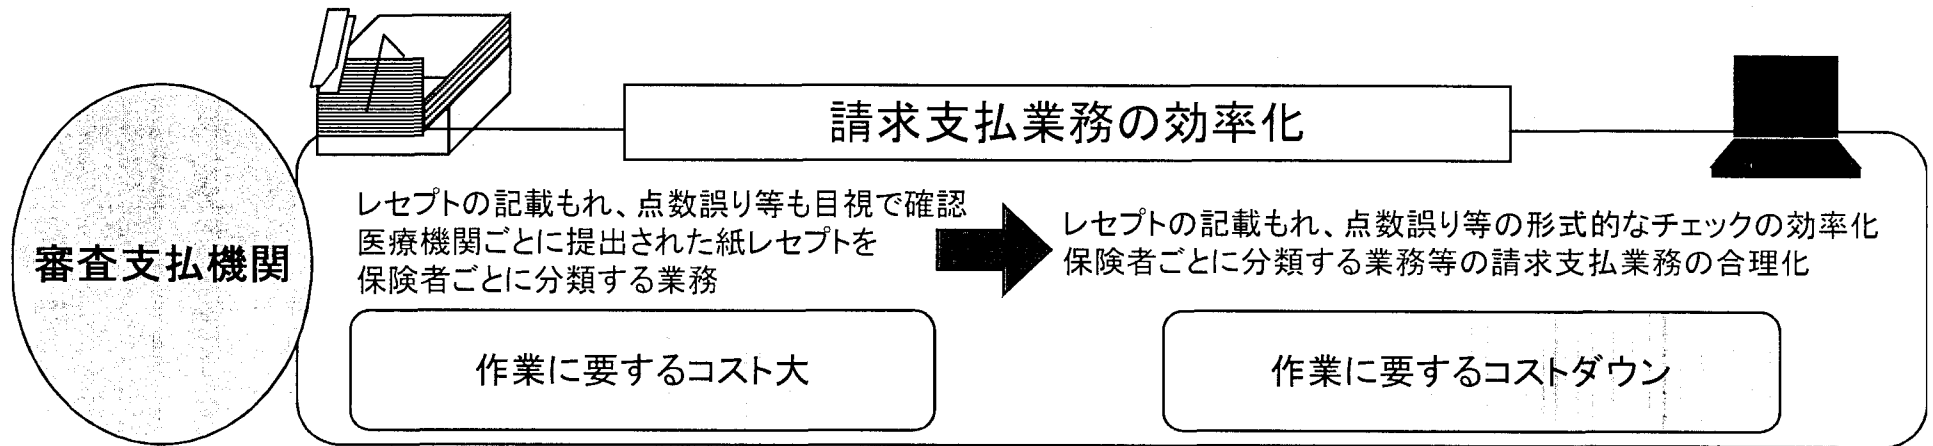 請求支払業務の効率化
審査支払機関
レセプトの記載もれ、点数誤り等も目視で確認
医療機関ごとに提出された紙レセプトを
保険者ごとに分類する業務
レセプトの記載もれ、点数誤り等の形式的なチェックの効率化
保険者ごとに分類する業務等の請求支払業務の合理化
作業に要するコスト大
作業に要するコストダウン